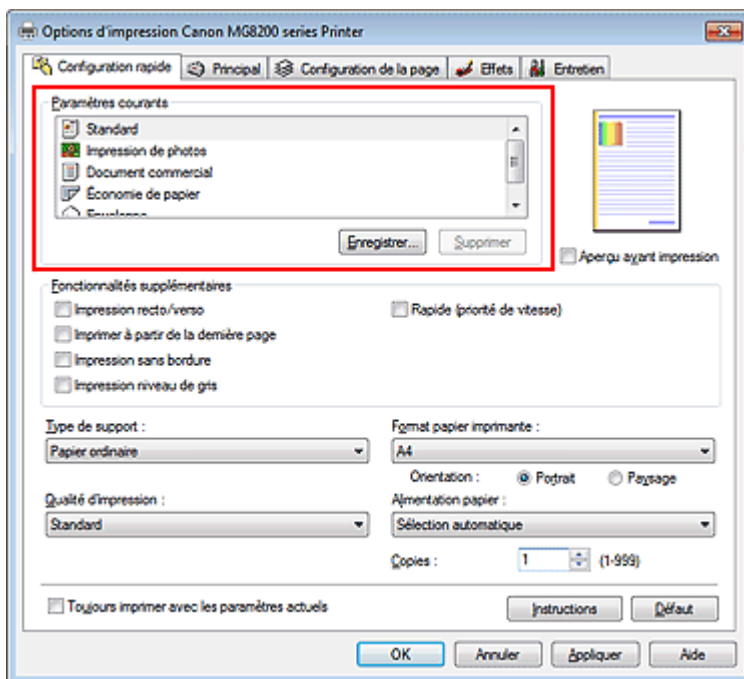 Options d'impression Canon MG8200 series Printer
Configuration rapide Principal Configuration de la page Effets Entretien
Paramètres courants
Standard
Impression de photos
Document commercial
Économie de papier
Enregistrer... Supprimer
Aperçu avant impression
Fonctionnalités supplémentaires
Impression recto/verso Rapide (priorité de vitesse)
Imprimer à partir de la dernière page
Impression sans bordure
Impression niveau de gris
Type de support : Format papier imprimante :
Papier ordinaire A4
Orientation : Portrait Paysage
Qualité d'impression : Alimentation papier :
Standard Sélection automatique
Copies : 1 (1-999)
Toujours imprimer avec les paramètres actuels Instructions Défaut
OK Annuler Appliquer Aide